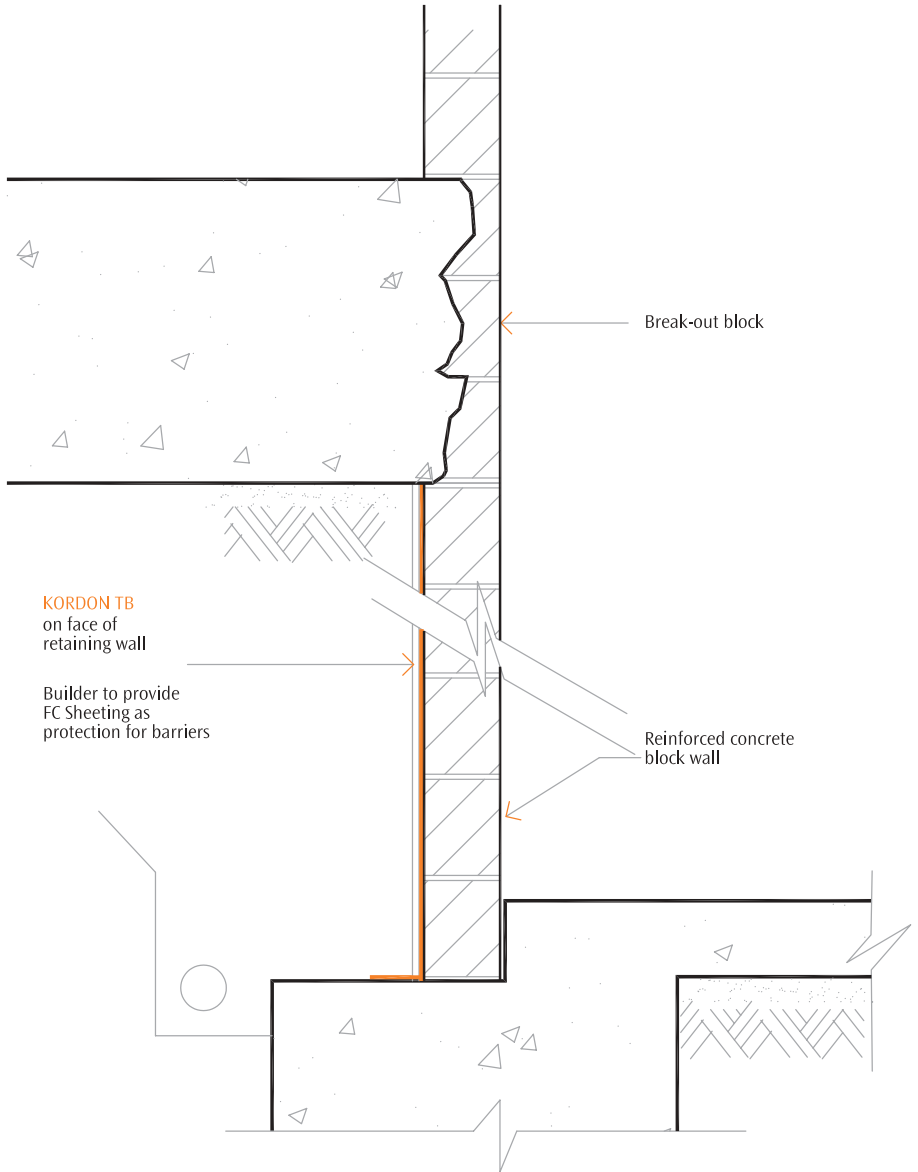 Break-out block
KORDON TB
on face of
retaining wall
Builder to provide
FC Sheeting as
protection for barriers
Reinforced concrete
block wall